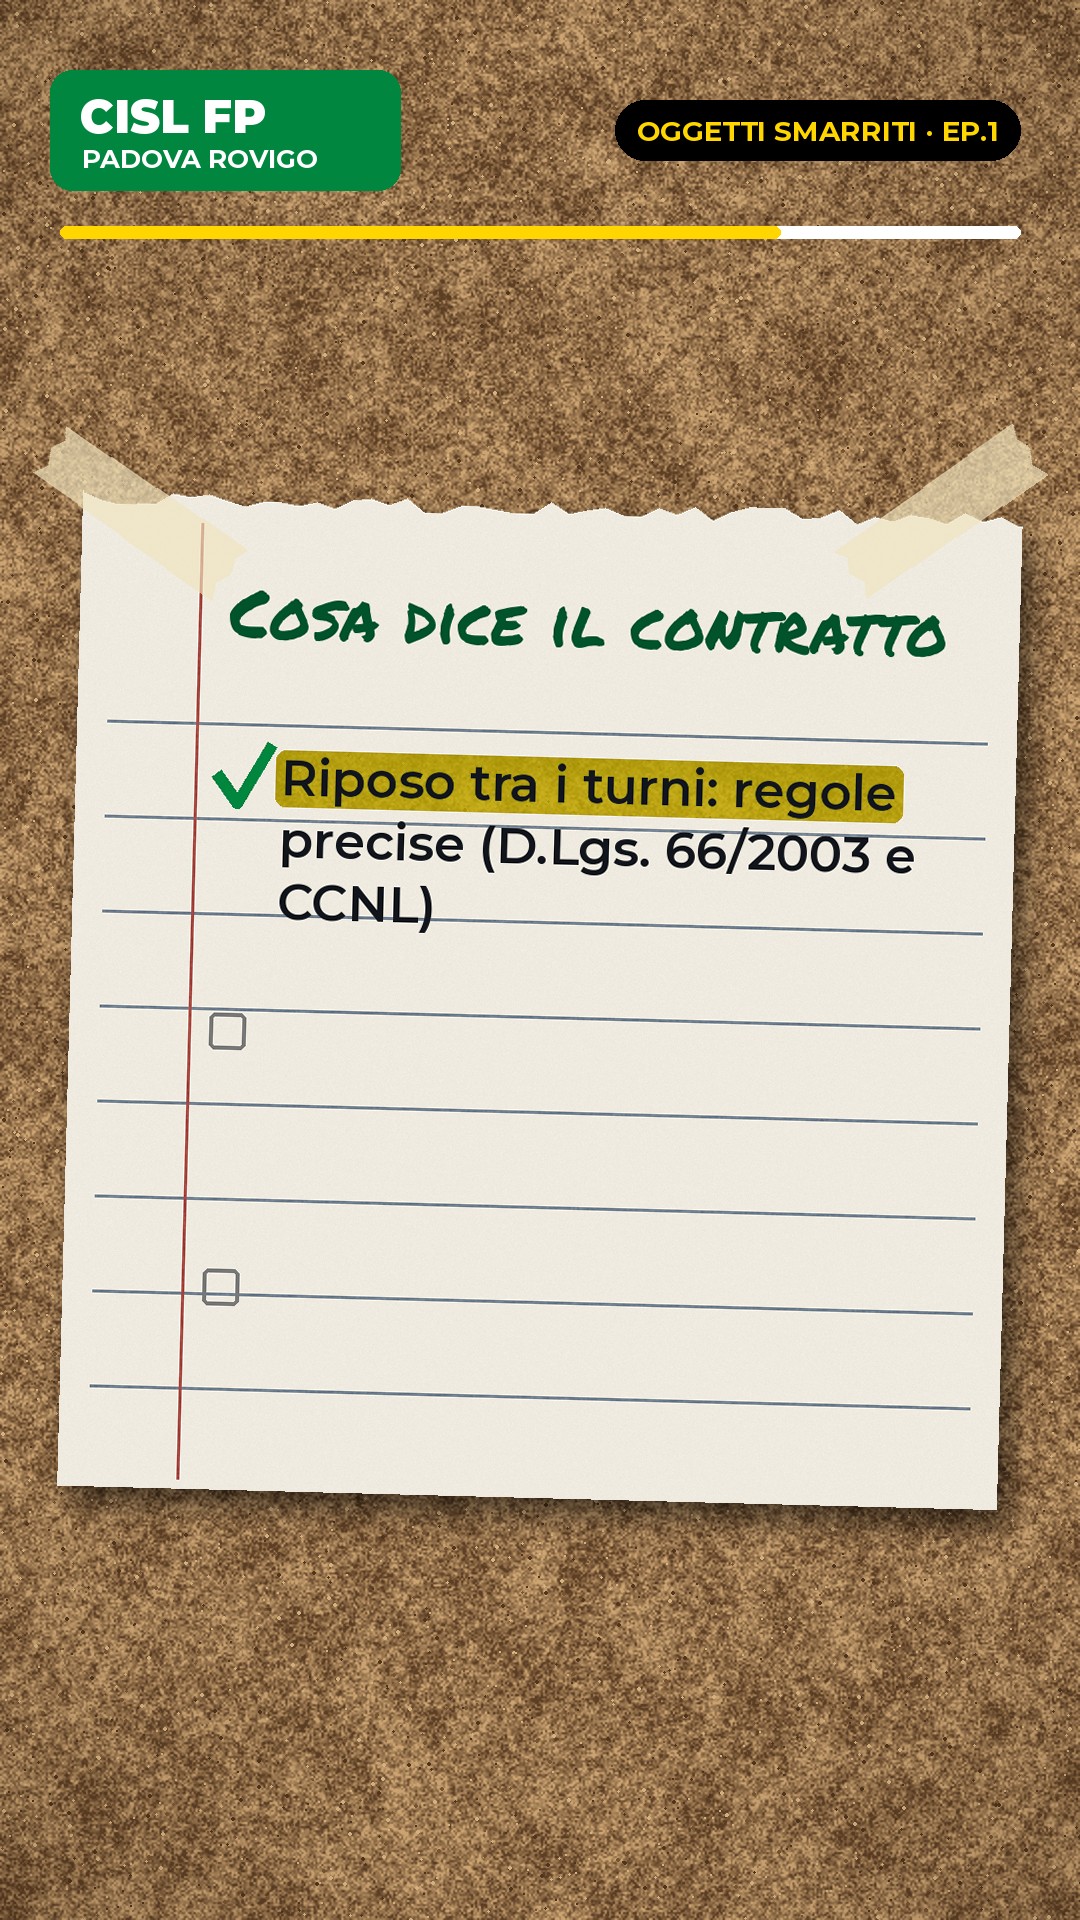 CISL FP
PADOVA ROVIGO
OGGETTI SMARRITI · EP.1
COSA DICE IL CONTRATTO
Riposo tra i turni: regole
precise (D.Lgs. 66/2003 e
CCNL)